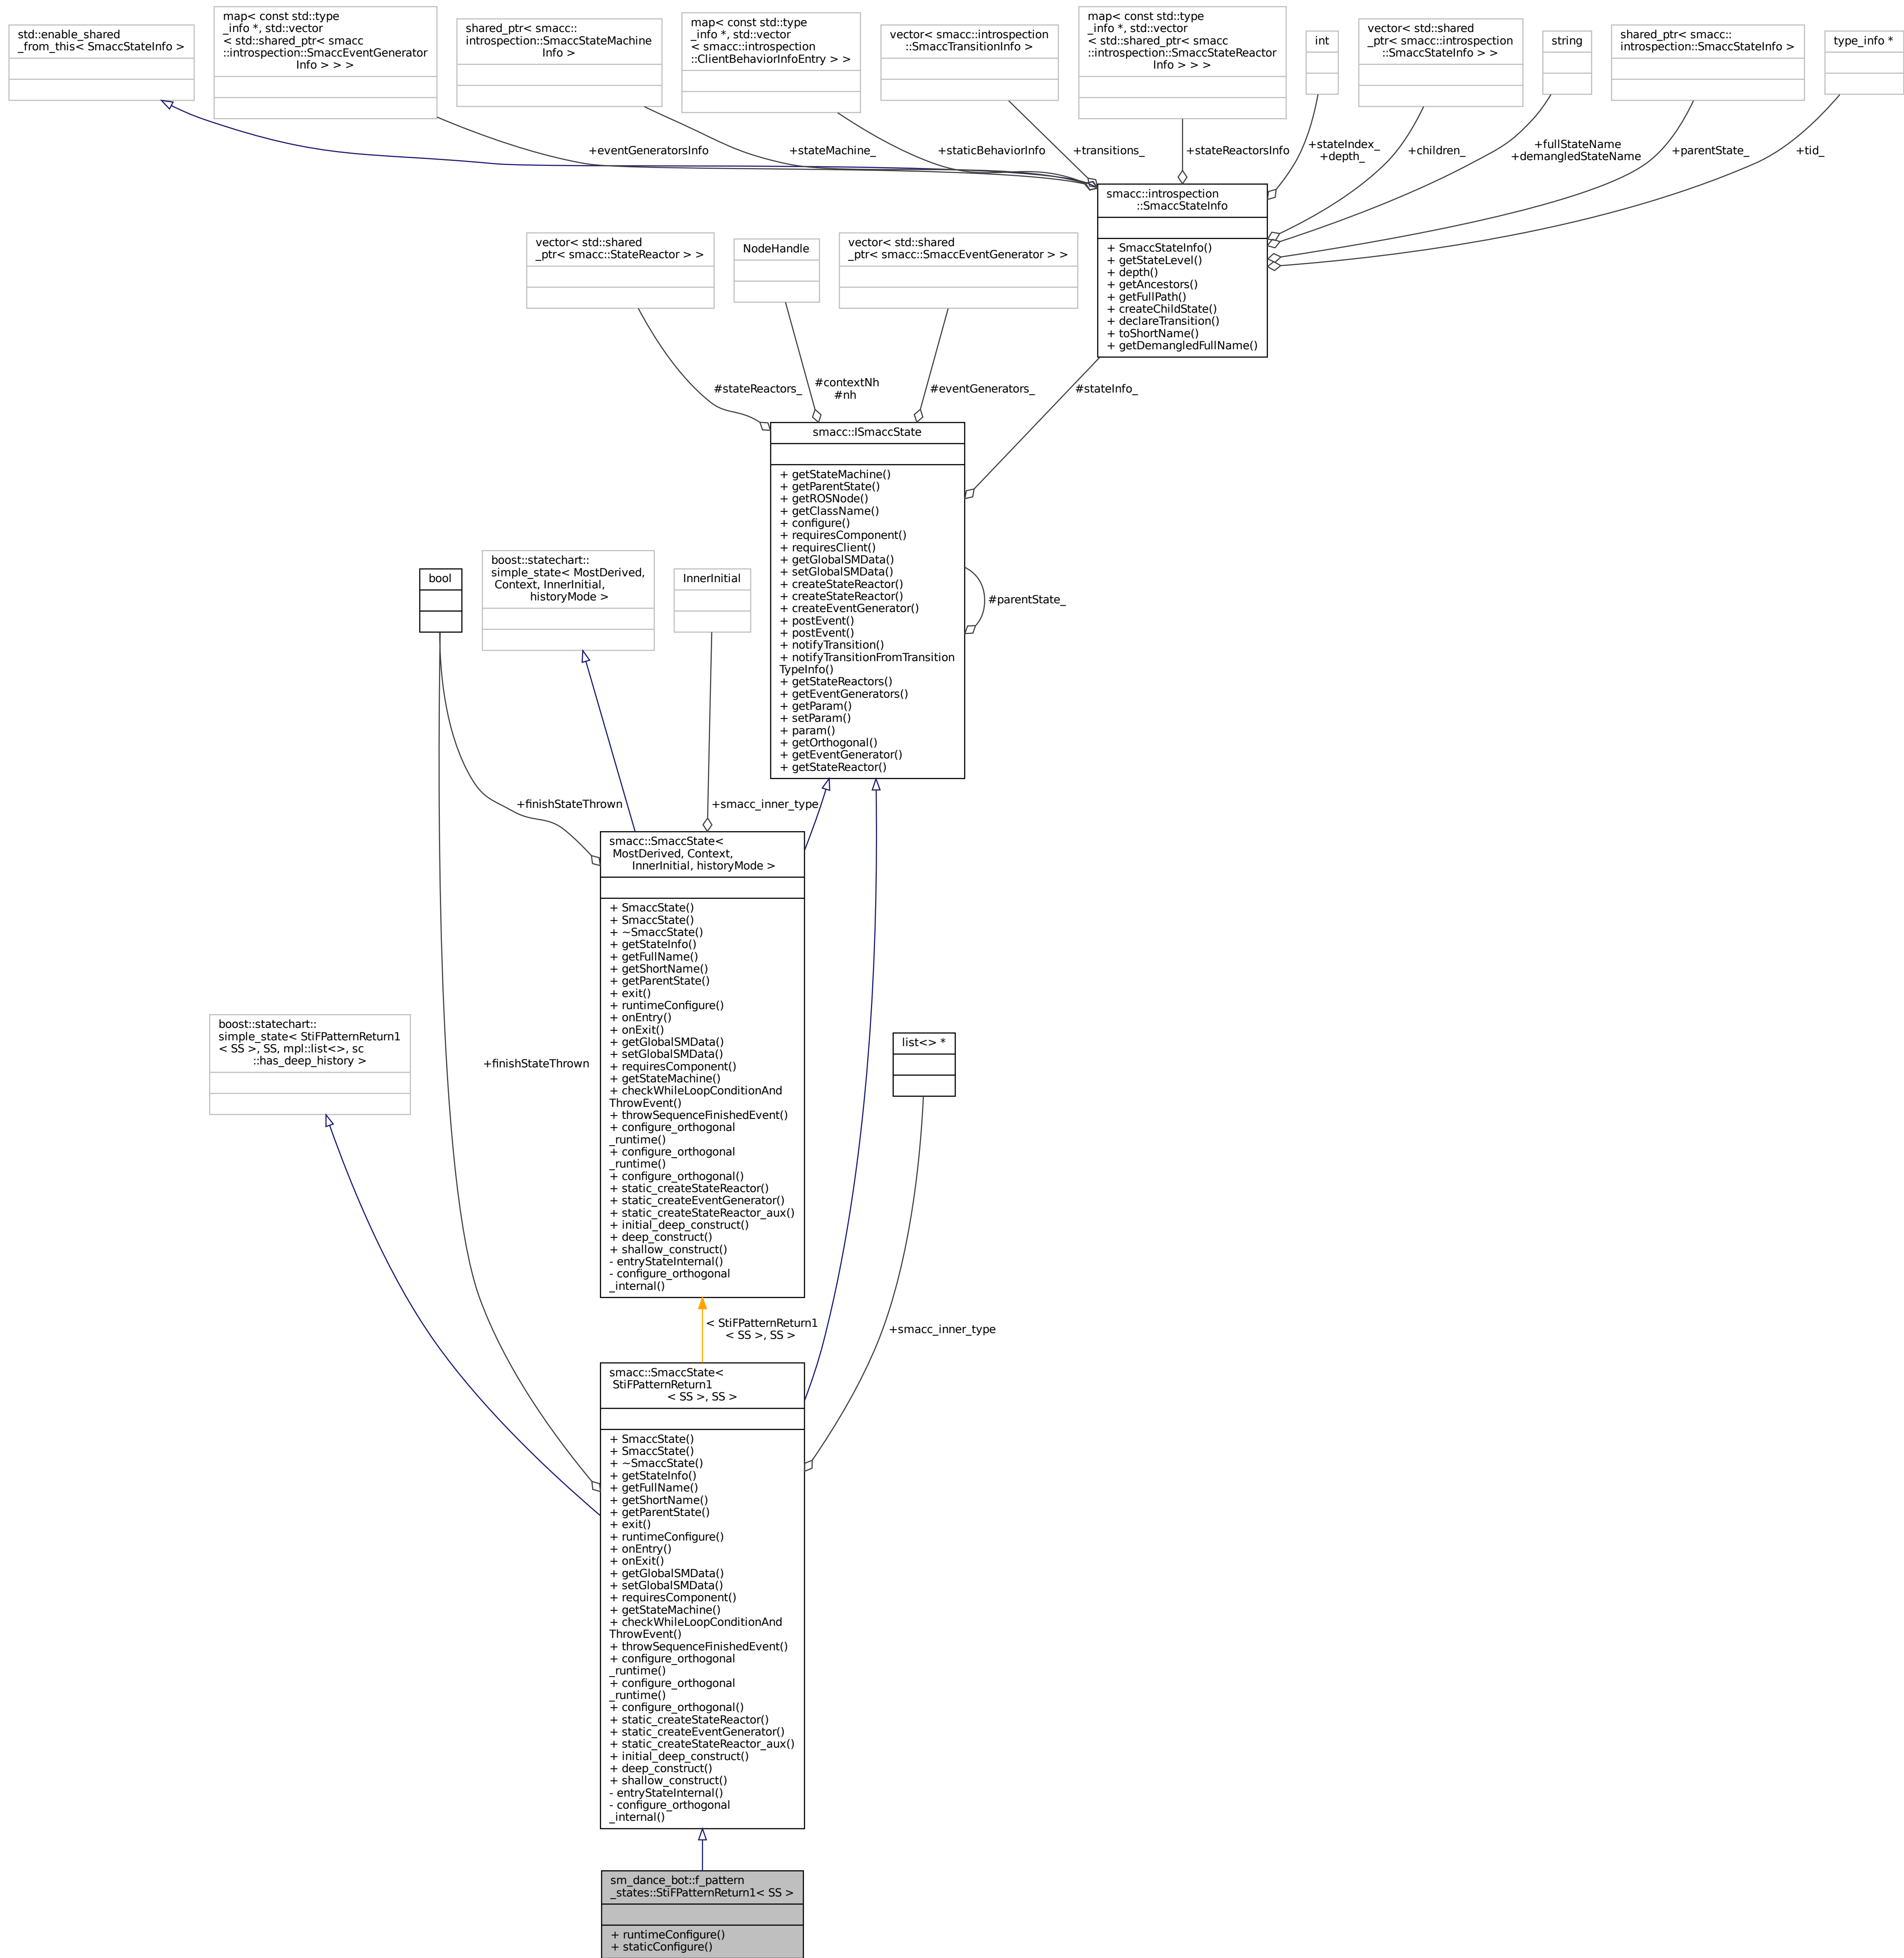 std::enable_shared
_from_this< SmaccStateInfo >
map< const std::type
_info *, std::vector
< std::shared_ptr< smacc
::introspection::SmaccEventGenerator
Info > > >
shared_ptr< smacc::
introspection::SmaccStateMachine
Info >
map< const std::type
_info *, std::vector
< smacc::introspection
::ClientBehaviorInfoEntry > >
vector< smacc::introspection
::SmaccTransitionInfo >
map< const std::type
_info *, std::vector
< std::shared_ptr< smacc
::introspection::SmaccStateReactor
Info > > >
int
vector< std::shared
_ptr< smacc::introspection
::SmaccStateInfo > >
string
shared_ptr< smacc::
introspection::SmaccStateInfo >
type_info *
+eventGeneratorsInfo
+stateMachine_
+staticBehaviorInfo
+transitions_
+stateReactorsInfo
+stateIndex_
+depth_
+children_
+fullStateName
+demangledStateName
+parentState_
+tid_
smacc::introspection
::SmaccStateInfo
+ SmaccStateInfo()
+ getStateLevel()
+ depth()
+ getAncestors()
+ getFullPath()
+ createChildState()
+ declareTransition()
+ toShortName()
+ getDemangledFullName()
vector< std::shared
_ptr< smacc::StateReactor > >
NodeHandle
vector< std::shared
_ptr< smacc::SmaccEventGenerator > >
#stateReactors_
#contextNh
#nh
#eventGenerators_
#stateInfo_
smacc::ISmaccState
+ getStateMachine()
+ getParentState()
+ getROSNode()
+ getClassName()
+ configure()
+ requiresComponent()
+ requiresClient()
+ getGlobalSMData()
+ setGlobalSMData()
+ createStateReactor()
+ createStateReactor()
+ createEventGenerator()
+ postEvent()
+ postEvent()
+ notifyTransition()
+ notifyTransitionFromTransition
TypeInfo()
+ getStateReactors()
+ getEventGenerators()
+ getParam()
+ setParam()
+ param()
+ getOrthogonal()
+ getEventGenerator()
+ getStateReactor()
#parentState_
bool
boost::statechart::
simple_state< MostDerived,
Context, InnerInitial,
historyMode >
InnerInitial
+finishStateThrown
+smacc_inner_type
smacc::SmaccState<
MostDerived, Context,
InnerInitial, historyMode >
+ SmaccState()
+ SmaccState()
+ ~SmaccState()
+ getStateInfo()
+ getFullName()
+ getShortName()
+ getParentState()
+ exit()
+ runtimeConfigure()
+ onEntry()
+ onExit()
+ getGlobalSMData()
+ setGlobalSMData()
+ requiresComponent()
+ getStateMachine()
+ checkWhileLoopConditionAnd
ThrowEvent()
+ throwSequenceFinishedEvent()
+ configure_orthogonal
_runtime()
+ configure_orthogonal
_runtime()
+ configure_orthogonal()
+ static_createStateReactor()
+ static_createEventGenerator()
+ static_createStateReactor_aux()
+ initial_deep_construct()
+ deep_construct()
+ shallow_construct()
- entryStateInternal()
- configure_orthogonal
_internal()
boost::statechart::
simple_state< StiFPatternReturn1
< SS >, SS, mpl::list<>, sc
::has_deep_history >
+finishStateThrown
list<> *
< StiFPatternReturn1
< SS >, SS >
+smacc_inner_type
smacc::SmaccState<
StiFPatternReturn1
< SS >, SS >
+ SmaccState()
+ SmaccState()
+ ~SmaccState()
+ getStateInfo()
+ getFullName()
+ getShortName()
+ getParentState()
+ exit()
+ runtimeConfigure()
+ onEntry()
+ onExit()
+ getGlobalSMData()
+ setGlobalSMData()
+ requiresComponent()
+ getStateMachine()
+ checkWhileLoopConditionAnd
ThrowEvent()
+ throwSequenceFinishedEvent()
+ configure_orthogonal
_runtime()
+ configure_orthogonal
_runtime()
+ configure_orthogonal()
+ static_createStateReactor()
+ static_createEventGenerator()
+ static_createStateReactor_aux()
+ initial_deep_construct()
+ deep_construct()
+ shallow_construct()
- entryStateInternal()
- configure_orthogonal
_internal()
sm_dance_bot::f_pattern
_states::StiFPatternReturn1< SS >
+ runtimeConfigure()
+ staticConfigure()